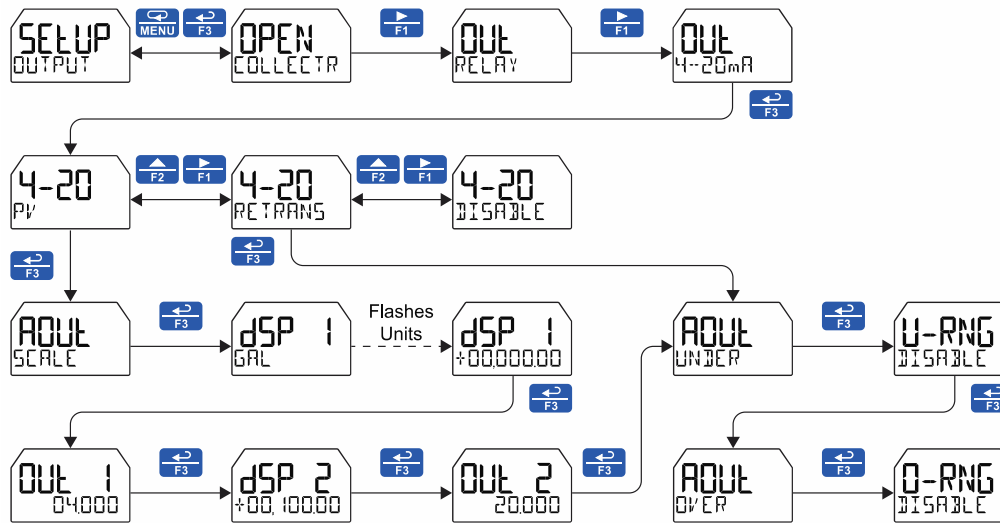 MENU F3 F1 F1
SEtUP OPEN OUt OUt
OUTPUT COLLECTR RELAY 4-20mA
F3
F2 F1 F2 F1
4-20 4-20 4-20
PV RETRANS DISABLE
F3 F3
F3 Flashes F3
AOUt dSP 1 Units dSP 1 AOUt U-RNG
SCALE GAL +00,000.00 UNDER DISABLE
F3 F3
F3 F3 F3 F3
OUt 1 dSP 2 OUt 2 AOUt O-RNG
04.000 +00,100.00 20.000 OVER DISABLE